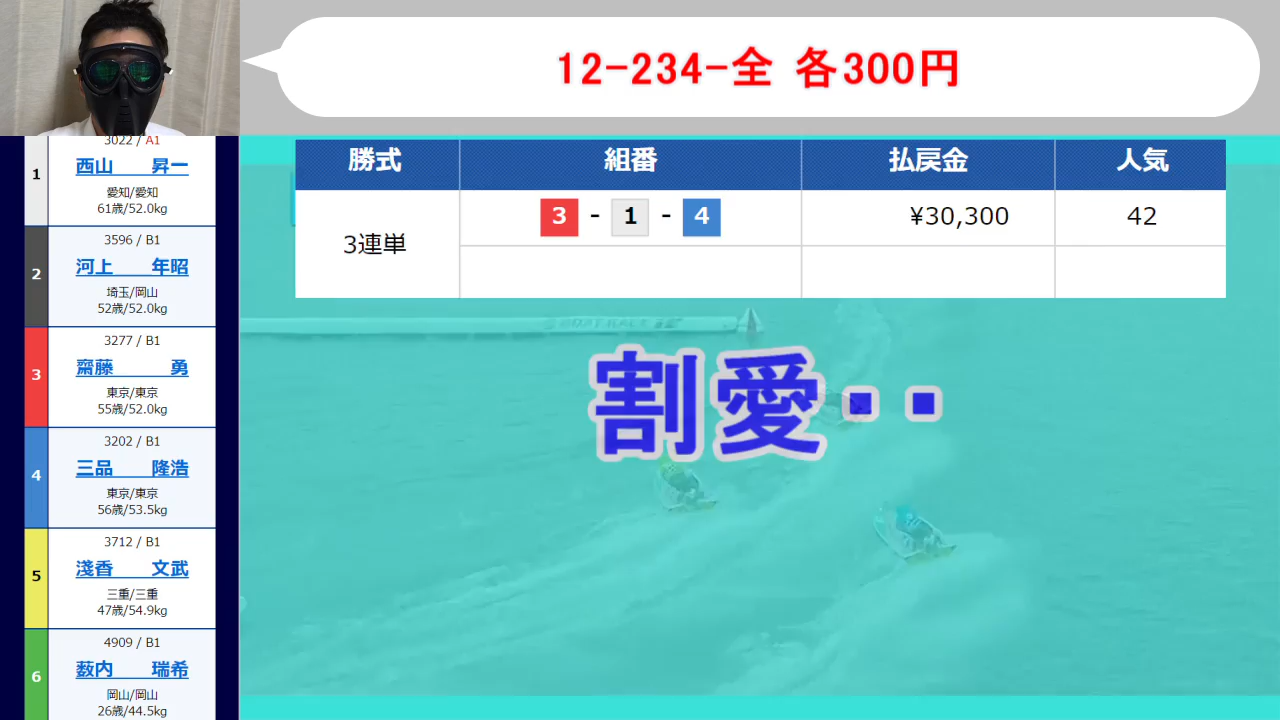 12-234-全 各300円
3022 / A1
1
西山 昇一
愛知/愛知
61歳/52.0kg
3596 / B1
2
河上 年昭
埼玉/岡山
52歳/52.0kg
3277 / B1
3
齋藤 勇
東京/東京
55歳/52.0kg
3202 / B1
4
三品 隆浩
東京/東京
56歳/53.5kg
3712 / B1
5
淺香 文武
三重/三重
47歳/54.9kg
4909 / B1
6
薮内 瑞希
岡山/岡山
26歳/44.5kg
勝式 組番 払戻金 人気
3連単 3 - 1 - 4 ¥30,300 42
BOAT RACE
割愛・・